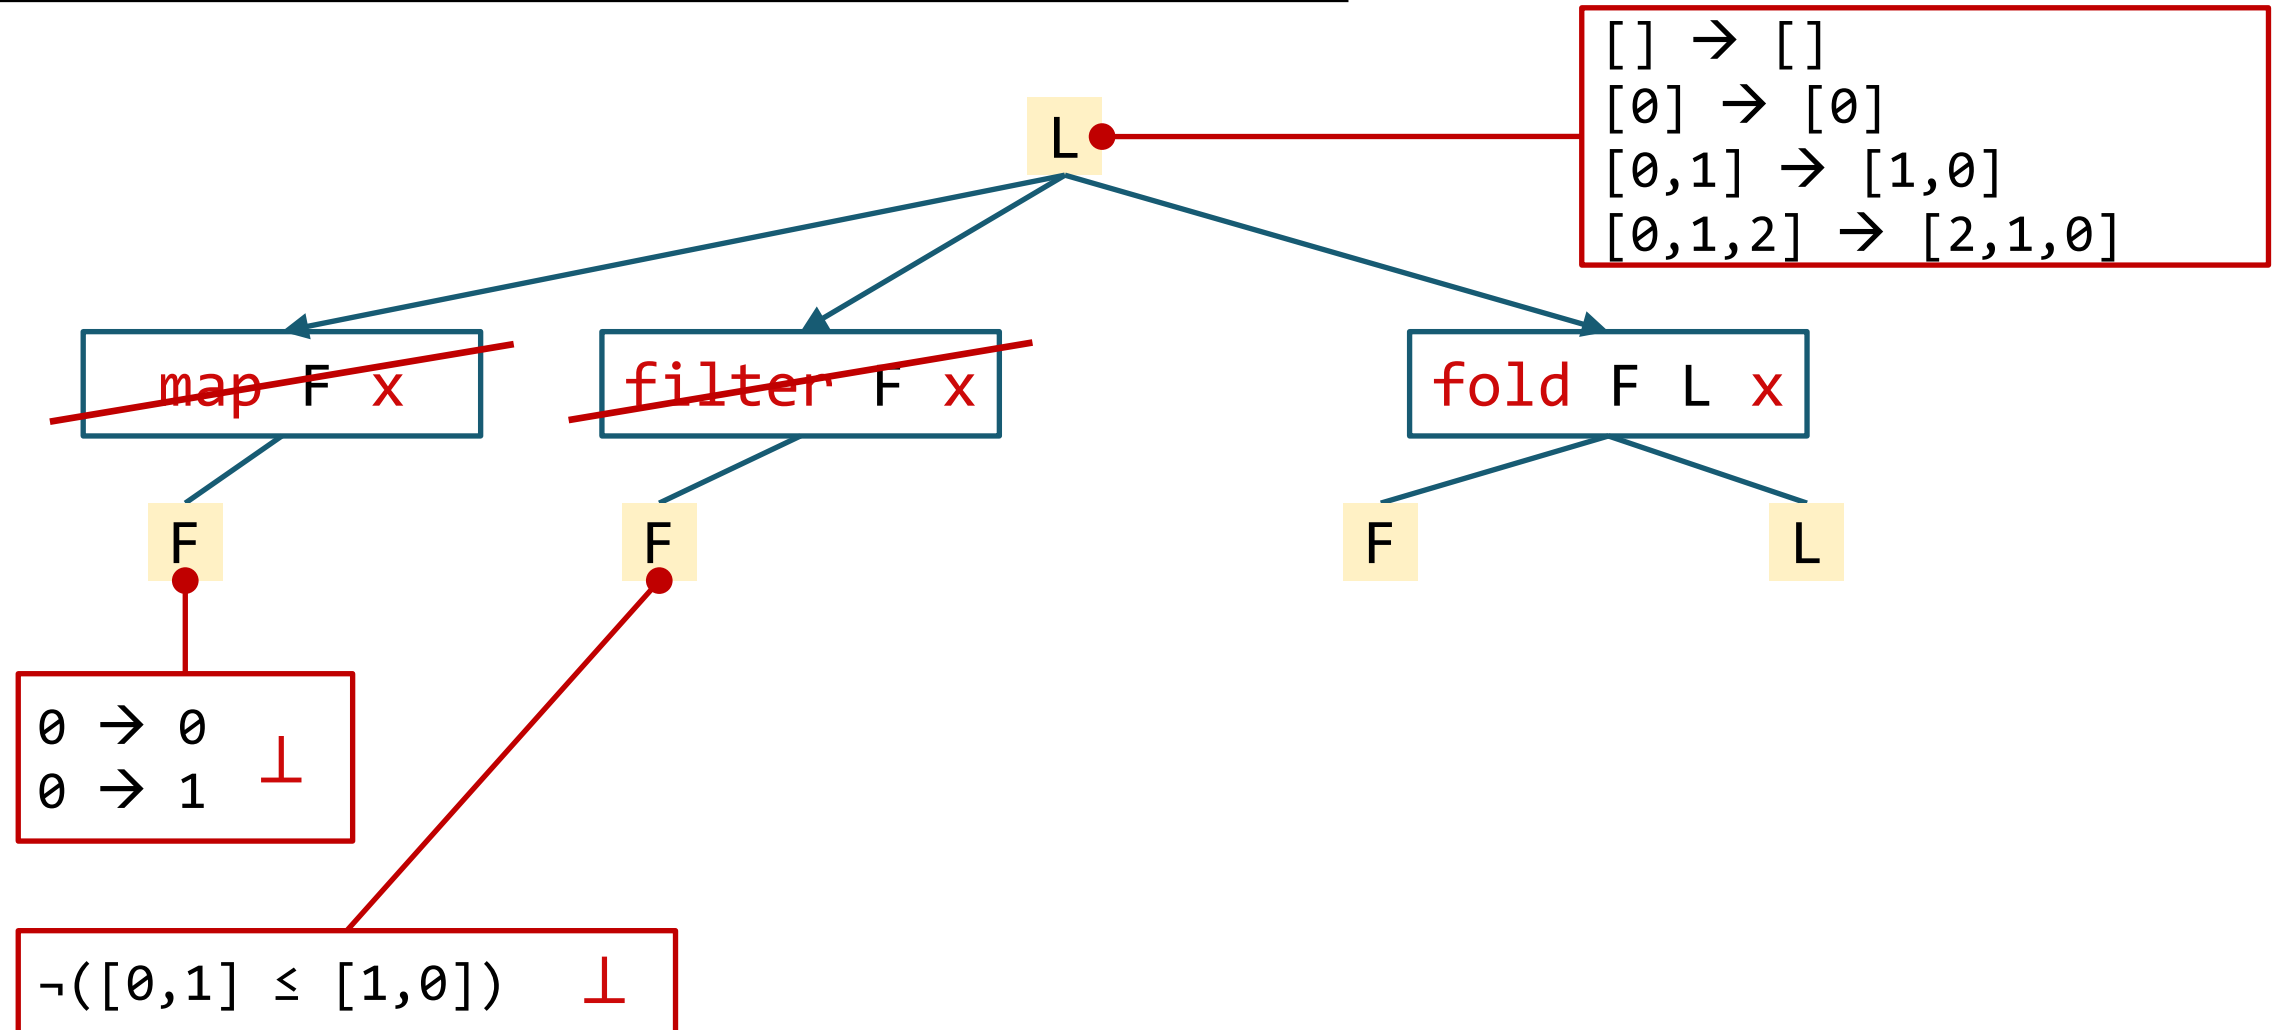 [] → []
[0] → [0]
[0,1] → [1,0]
[0,1,2] → [2,1,0]
L
map F x
filter F x
fold F L x
F
F
F
L
0 → 0
0 → 1
⊥
¬([0,1] ≤ [1,0]) ⊥